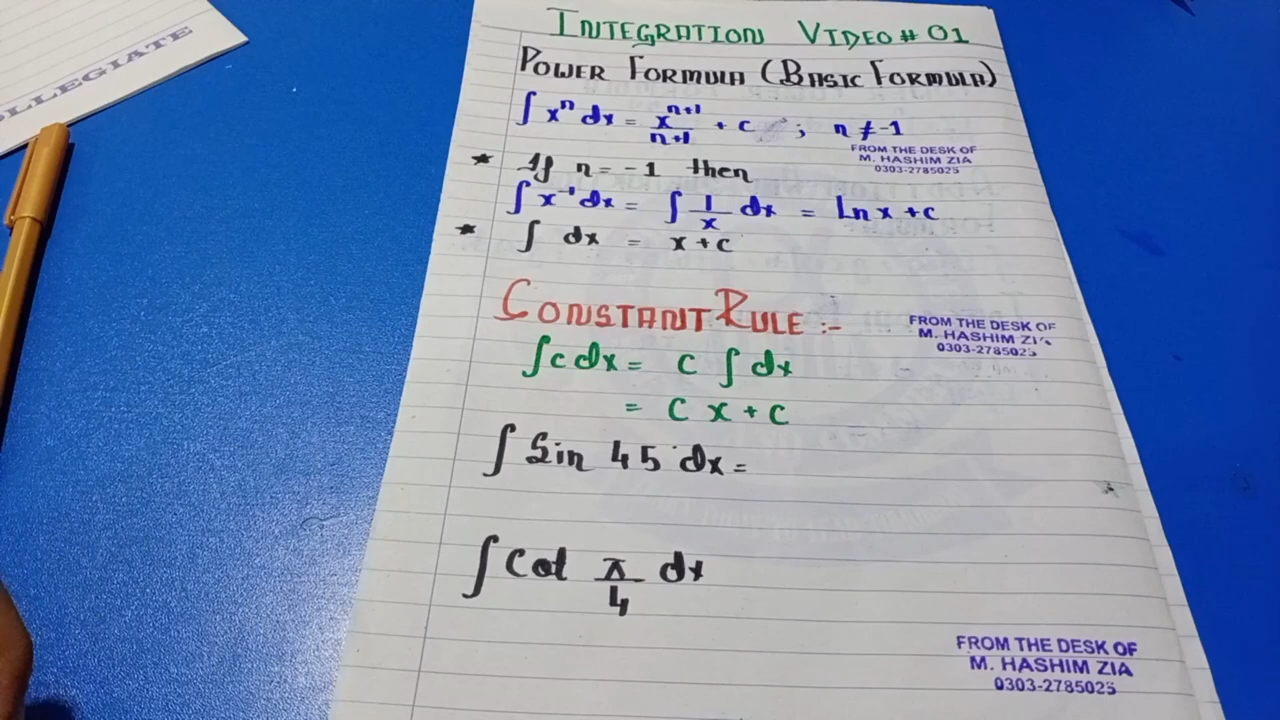 OLLEGIATE
INTEGRATION VIDEO # 01
POWER FORMULA (BASIC FORMULA)
∫ xⁿ dx = xⁿ⁺¹/n+1 + c ; n ≠ -1
FROM THE DESK OF
M. HASHIM ZIA
0303-2785025
* If n = -1 then
∫ x⁻¹ dx = ∫ 1/x dx = ln x + c
* ∫ dx = x + c
CONSTANT RULE :-
FROM THE DESK OF
M. HASHIM ZIA
0303-2785025
∫ c dx = c ∫ dx
= c x + c
∫ Sin 45° dx =
∫ Cot π/4 dx
FROM THE DESK OF
M. HASHIM ZIA
0303-2785025